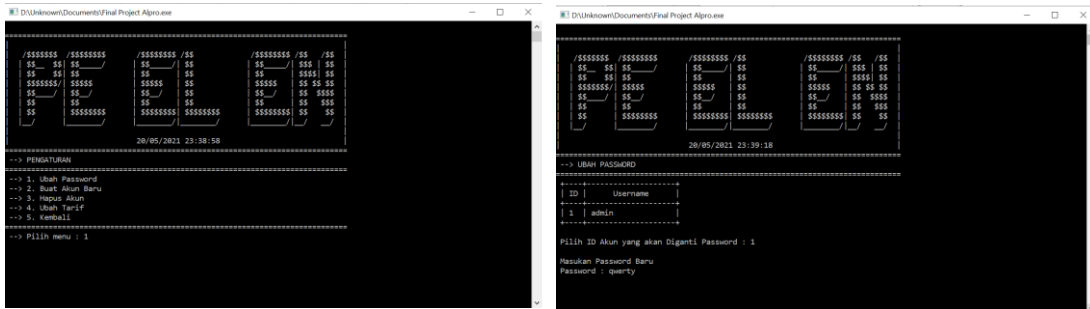 D:\Unknown\Documents\Final Project Alpro.exe
20/05/2021 23:38:58
--> PENGATURAN
--> 1. Ubah Password
--> 2. Buat Akun Baru
--> 3. Hapus Akun
--> 4. Ubah Tarif
--> 5. Kembali
--> Pilih menu : 1
D:\Unknown\Documents\Final Project Alpro.exe
20/05/2021 23:39:18
--> UBAH PASSWORD
| ID | Username |
| 1 | admin |
Pilih ID Akun yang akan Diganti Password : 1
Masukan Password Baru
Password : qwerty